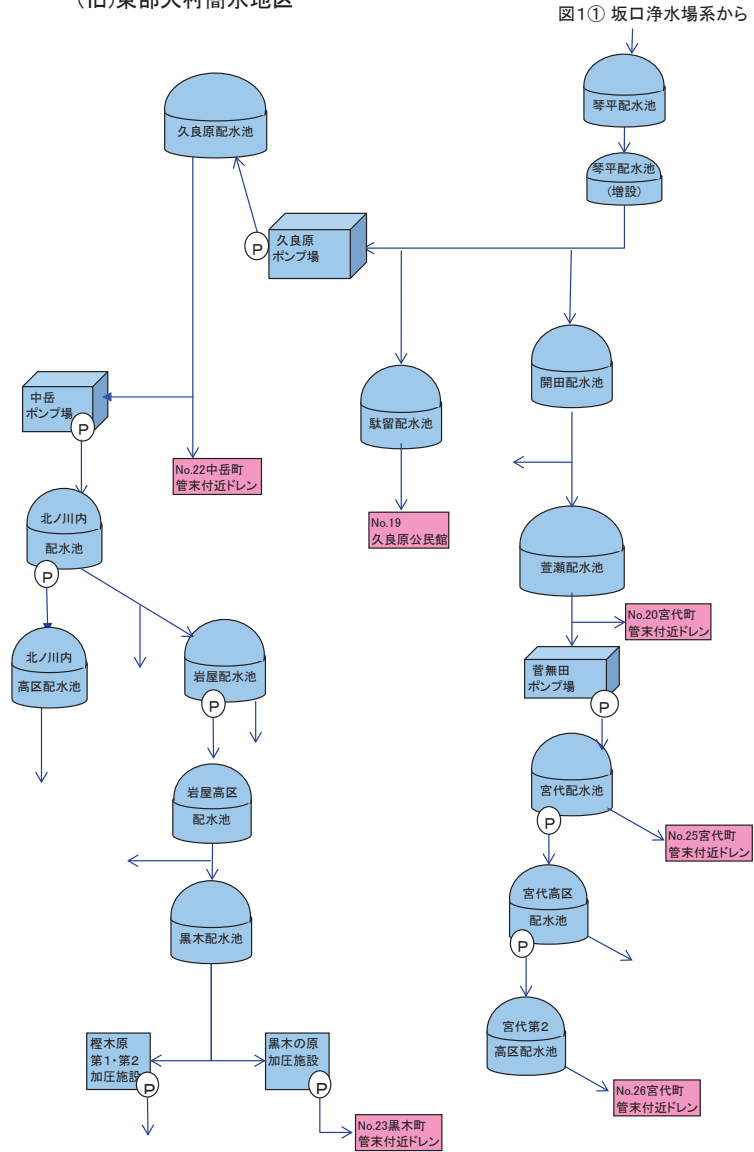 (旧)東部大村簡水地区
図1① 坂口浄水場系から
琴平配水池
琴平配水池
(増設)
久良原配水池
P
久良原
ポンプ場
中岳
ポンプ場
P
駄留配水池
開田配水池
No.22中岳町
管末付近ドレン
No.19
久良原公民館
北ノ川内
配水池
P
萱瀬配水池
No.20宮代町
管末付近ドレン
北ノ川内
高区配水池
岩屋配水池
P
菅無田
ポンプ場
P
岩屋高区
配水池
宮代配水池
P
No.25宮代町
管末付近ドレン
黒木配水池
宮代高区
配水池
P
樫木原
第1・第2
加圧施設
P
黒木の原
加圧施設
P
宮代第2
高区配水池
No.26宮代町
管末付近ドレン
No.23黒木町
管末付近ドレン